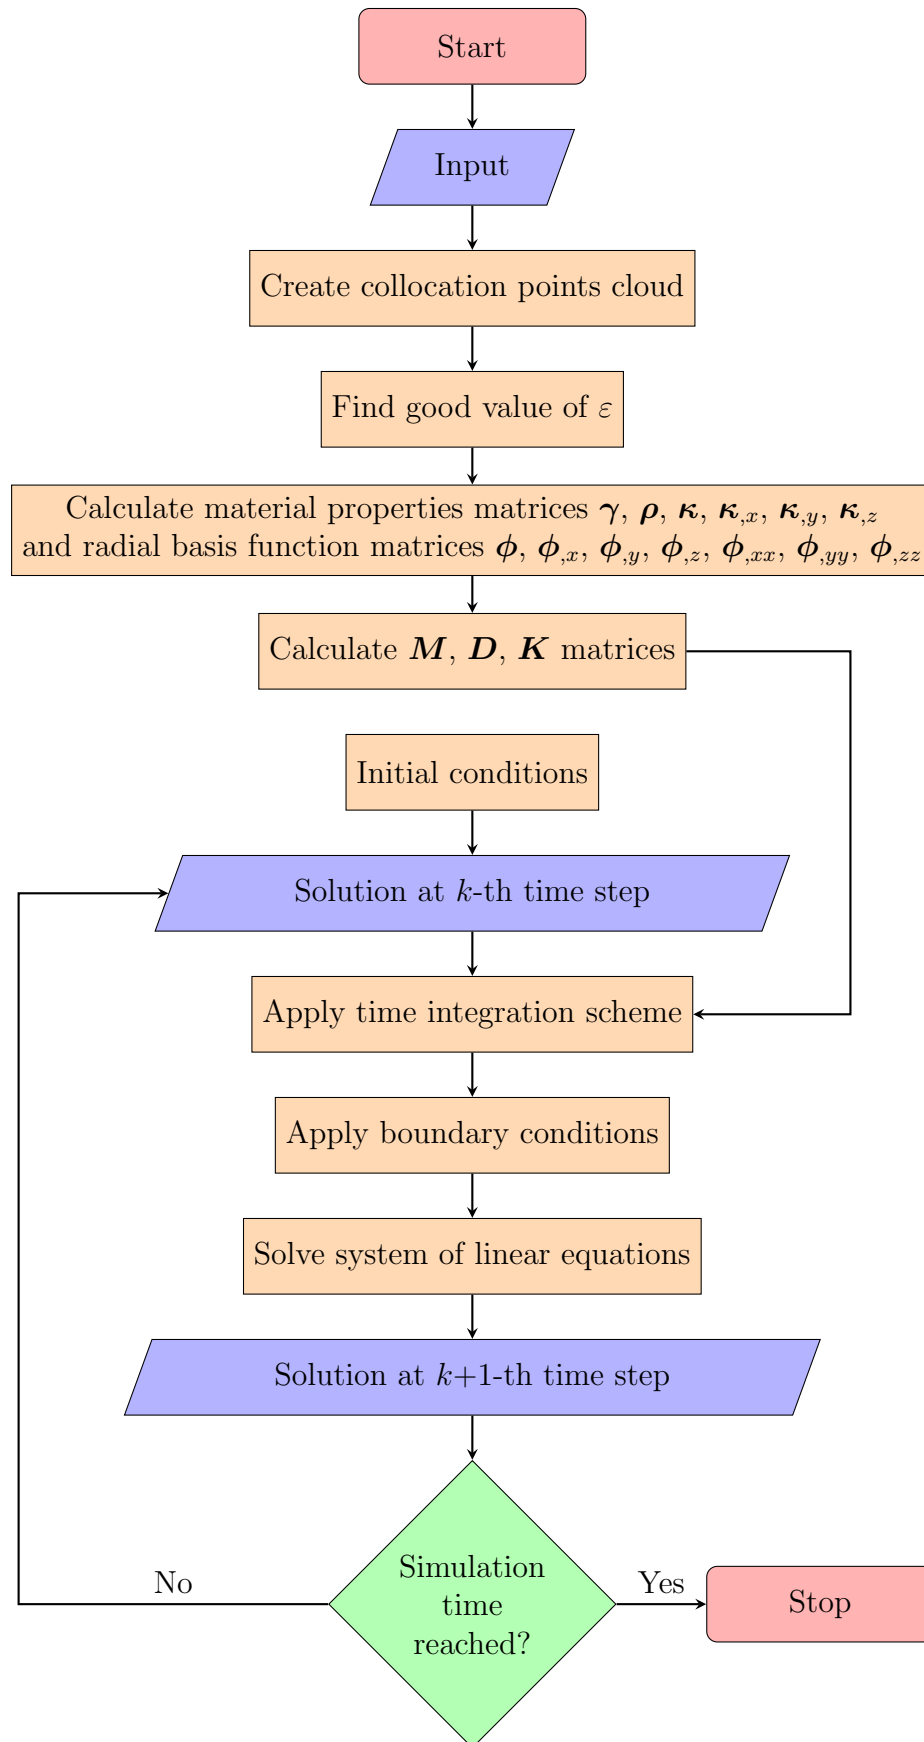 Start
Input
Create collocation points cloud
Find good value of ε
Calculate material properties matrices γ, ρ, κ, κ,x, κ,y, κ,z
and radial basis function matrices ϕ, ϕ,x, ϕ,y, ϕ,z, ϕ,xx, ϕ,yy, ϕ,zz
Calculate M, D, K matrices
Initial conditions
Solution at k-th time step
Apply time integration scheme
Apply boundary conditions
Solve system of linear equations
Solution at k+1-th time step
Simulation
time
reached?
No
Yes
Stop